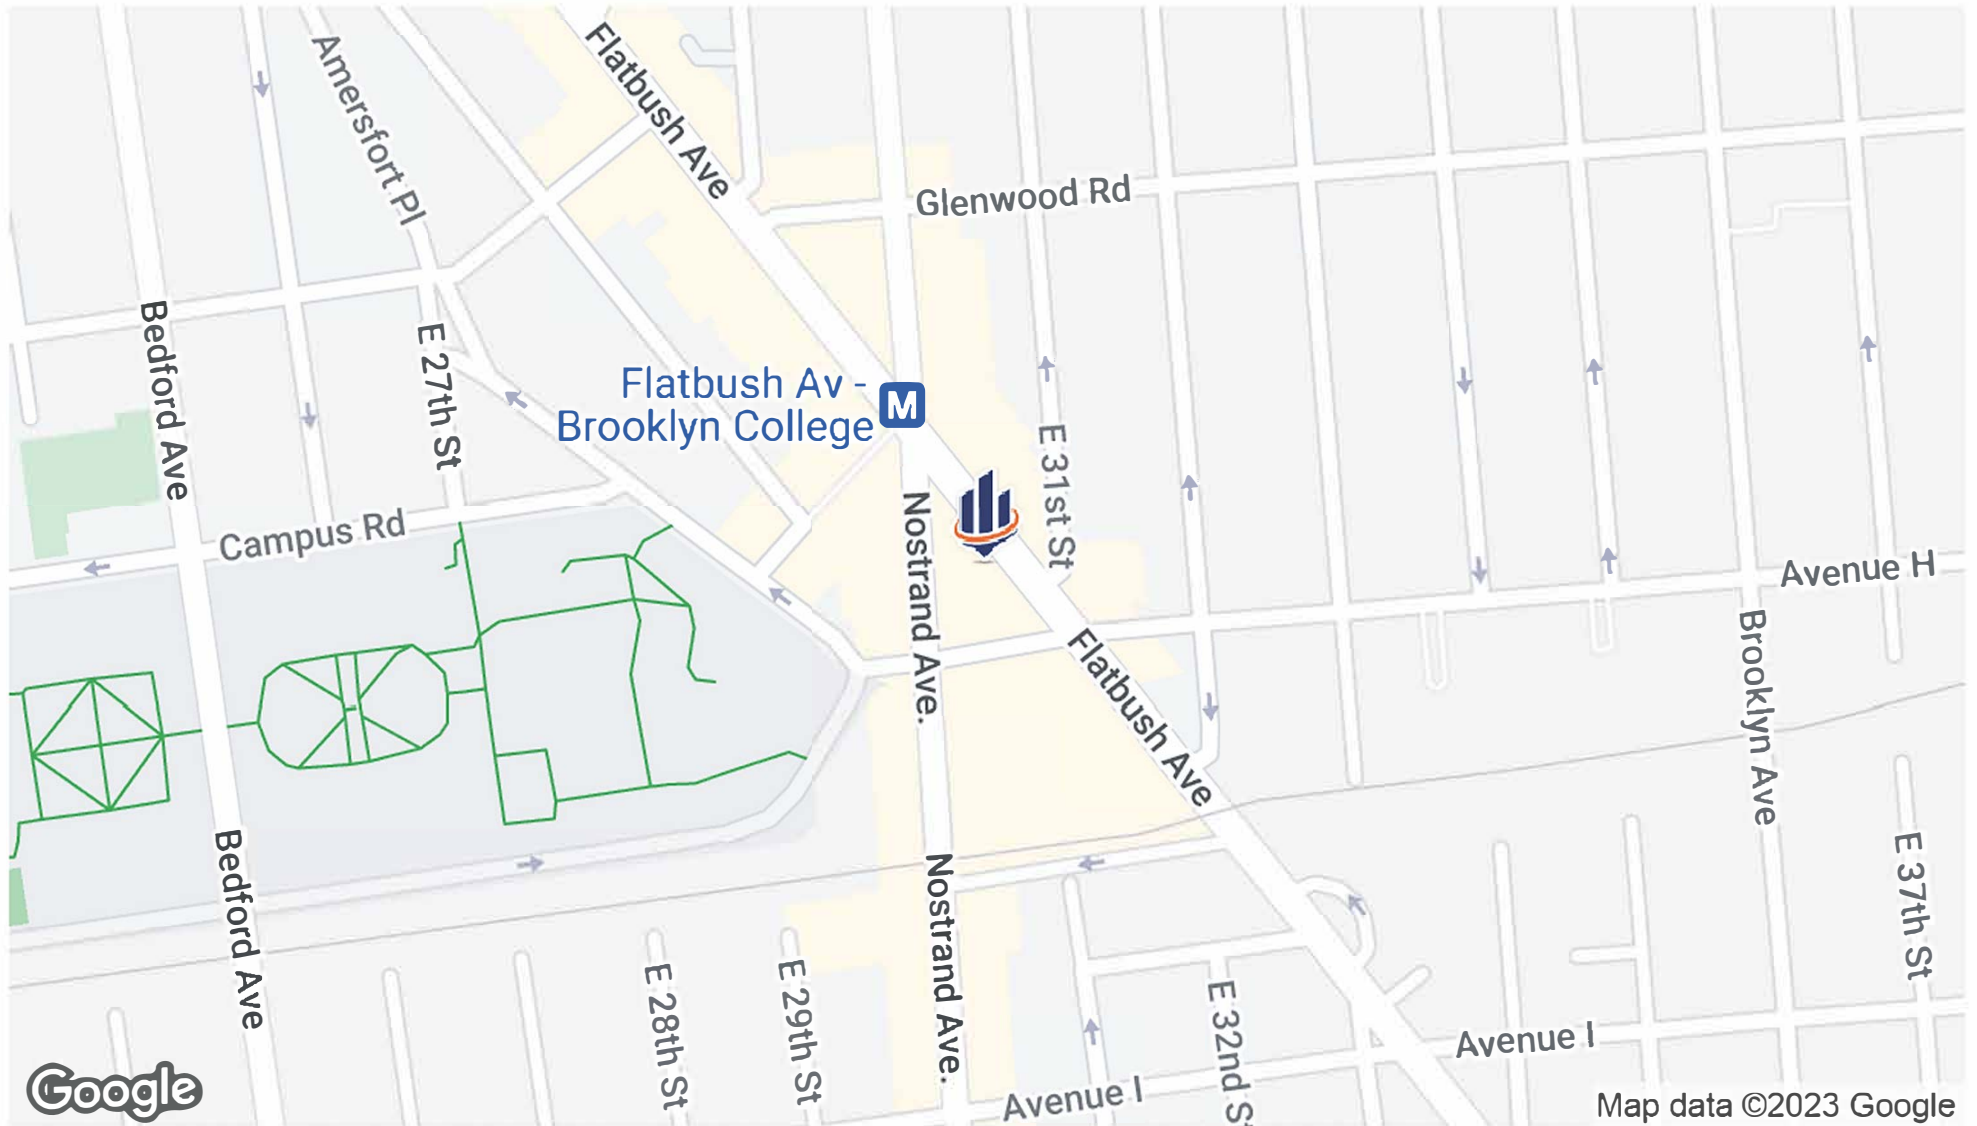 Amersfort Pl
Flatbush Ave
Glenwood Rd
Bedford Ave
E 27th St
Flatbush Av -
Brooklyn College
M
E 31st St
Campus Rd
Nostrand Ave.
Avenue H
Flatbush Ave
Brooklyn Ave
Bedford Ave
Nostrand Ave.
E 37th St
E 28th St
E 29th St
E 32nd S
Avenue I
Avenue I
Google
Map data ©2023 Google